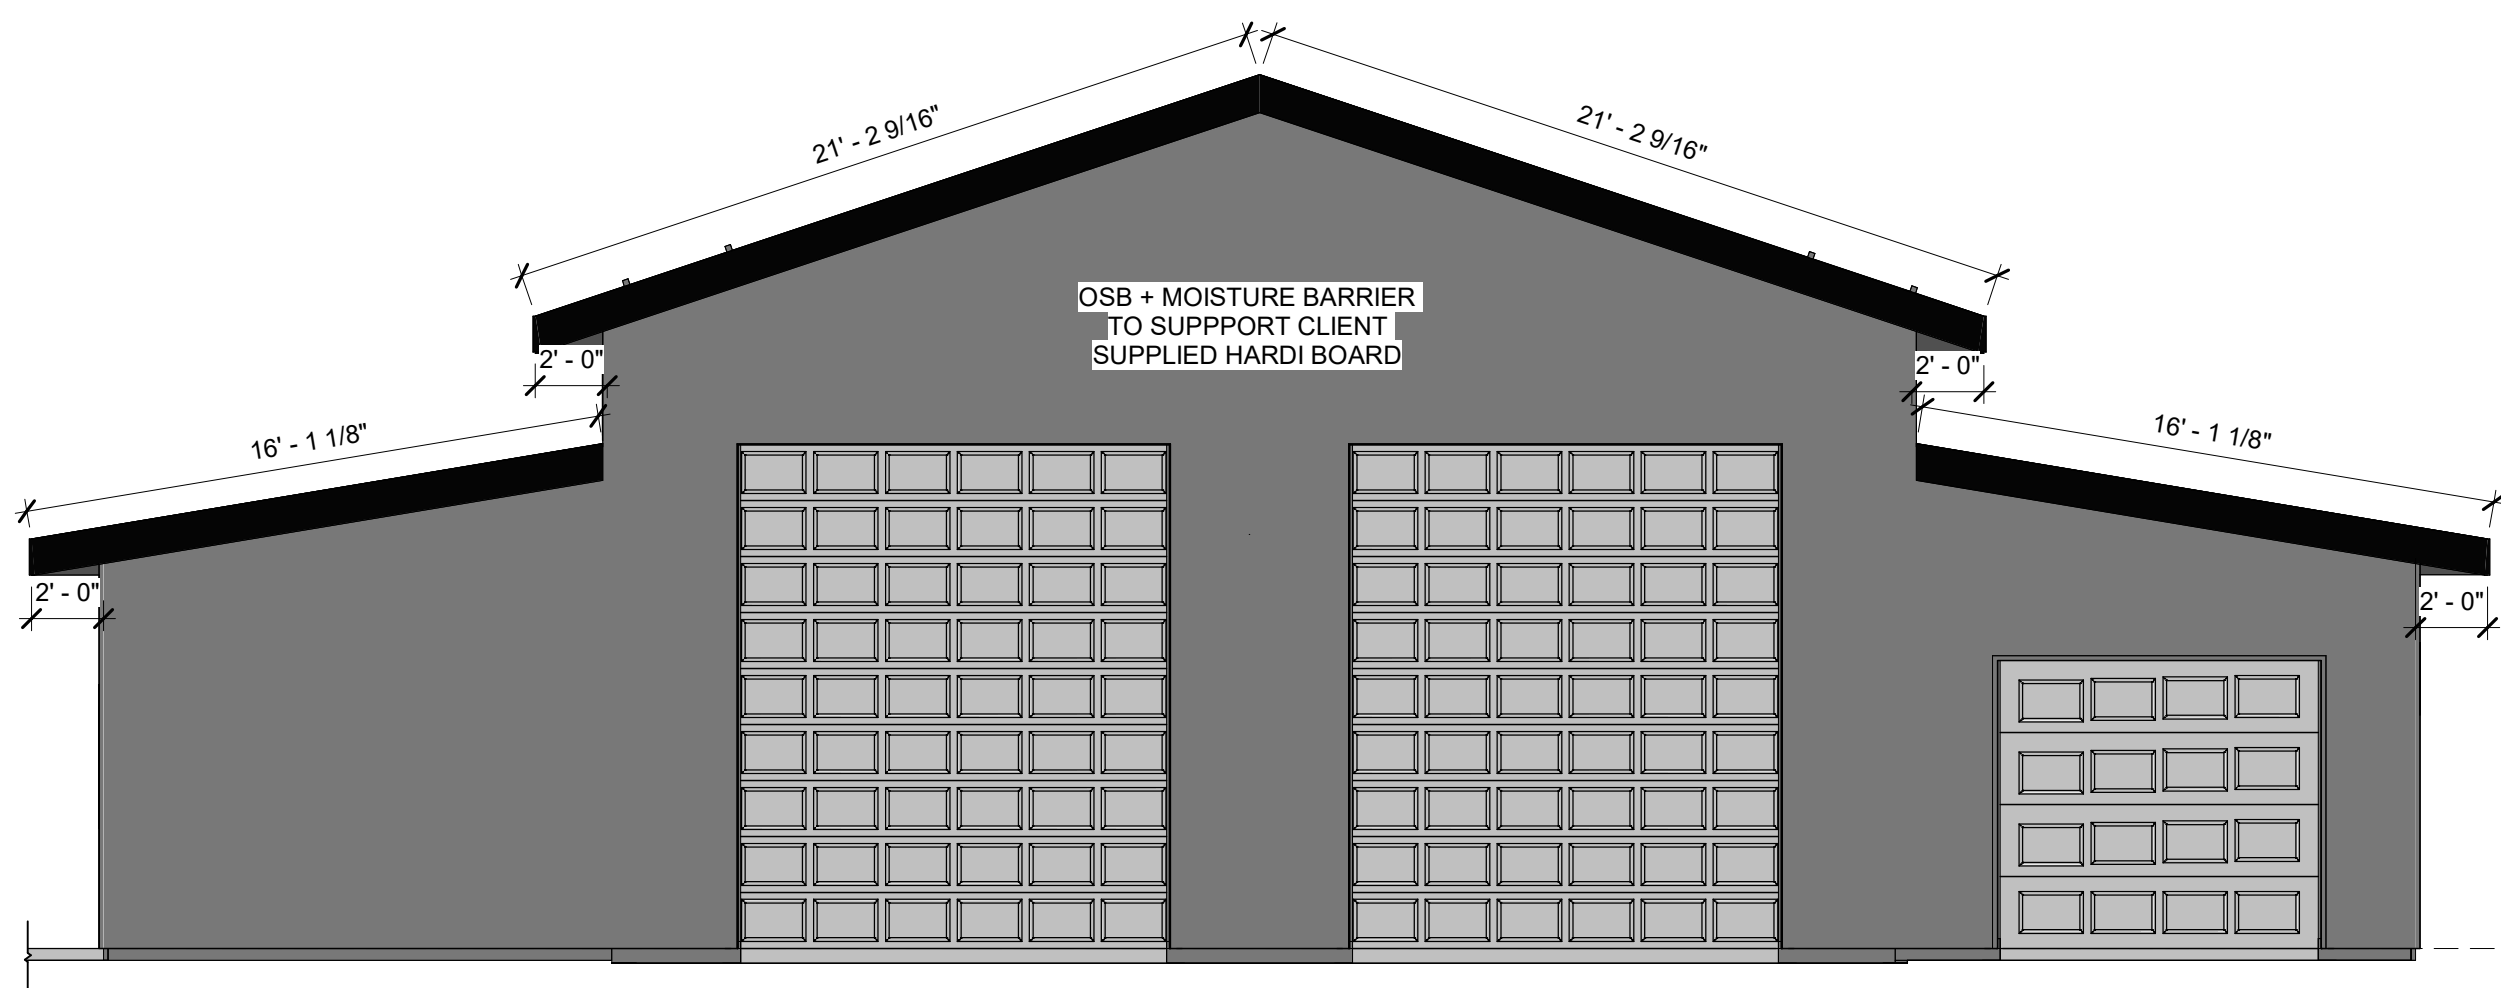 21' - 2 9/16"
21' - 2 9/16"
OSB + MOISTURE BARRIER
TO SUPPPORT CLIENT
SUPPLIED HARDI BOARD
2' - 0"
2' - 0"
16' - 1 1/8"
16' - 1 1/8"
2' - 0"
2' - 0"